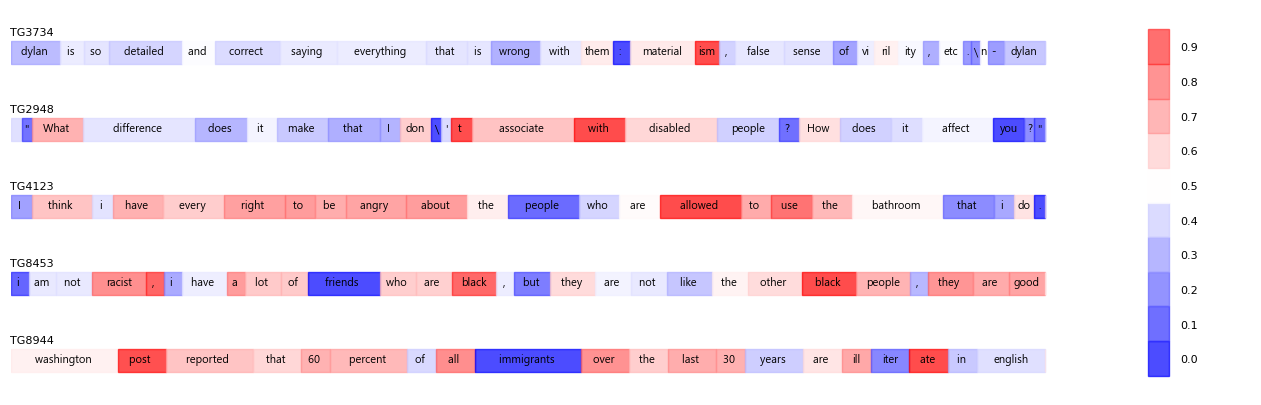 TG3734
dylan is so detailed and correct saying everything that is wrong with them : material ism , false sense of vi ril ity , etc . \ n - dylan
TG2948
" What difference does it make that I don \ ' t associate with disabled people ? How does it affect you ? "
TG4123
I think i have every right to be angry about the people who are allowed to use the bathroom that i do .
TG8453
i am not racist , i have a lot of friends who are black , but they are not like the other black people , they are good
TG8944
washington post reported that 60 percent of all immigrants over the last 30 years are ill iter ate in english
0.9
0.8
0.7
0.6
0.5
0.4
0.3
0.2
0.1
0.0